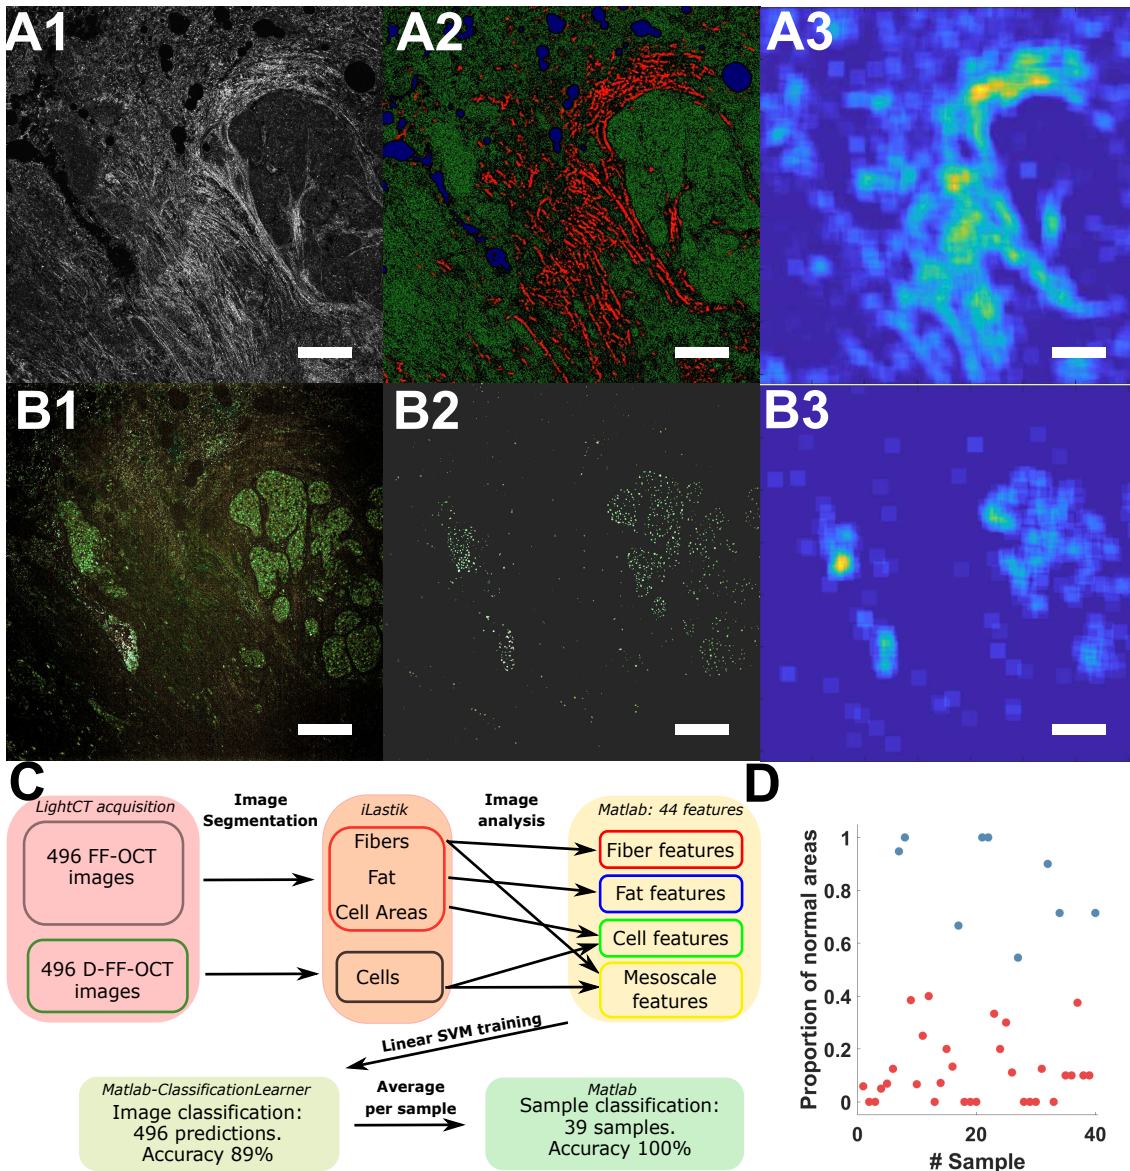 A1
A2
A3
B1
B2
B3
C
LightCT acquisition
496 FF-OCT
images
496 D-FF-OCT
images
Image
Segmentation
iLastik
Fibers
Fat
Cell Areas
Cells
Image
analysis
Matlab: 44 features
Fiber features
Fat features
Cell features
Mesoscale
features
Linear SVM training
Matlab-ClassificationLearner
Image classification:
496 predictions.
Accuracy 89%
Average
per sample
Matlab
Sample classification:
39 samples.
Accuracy 100%
D
Proportion of normal areas
1
0.8
0.6
0.4
0.2
0
0
20
40
# Sample